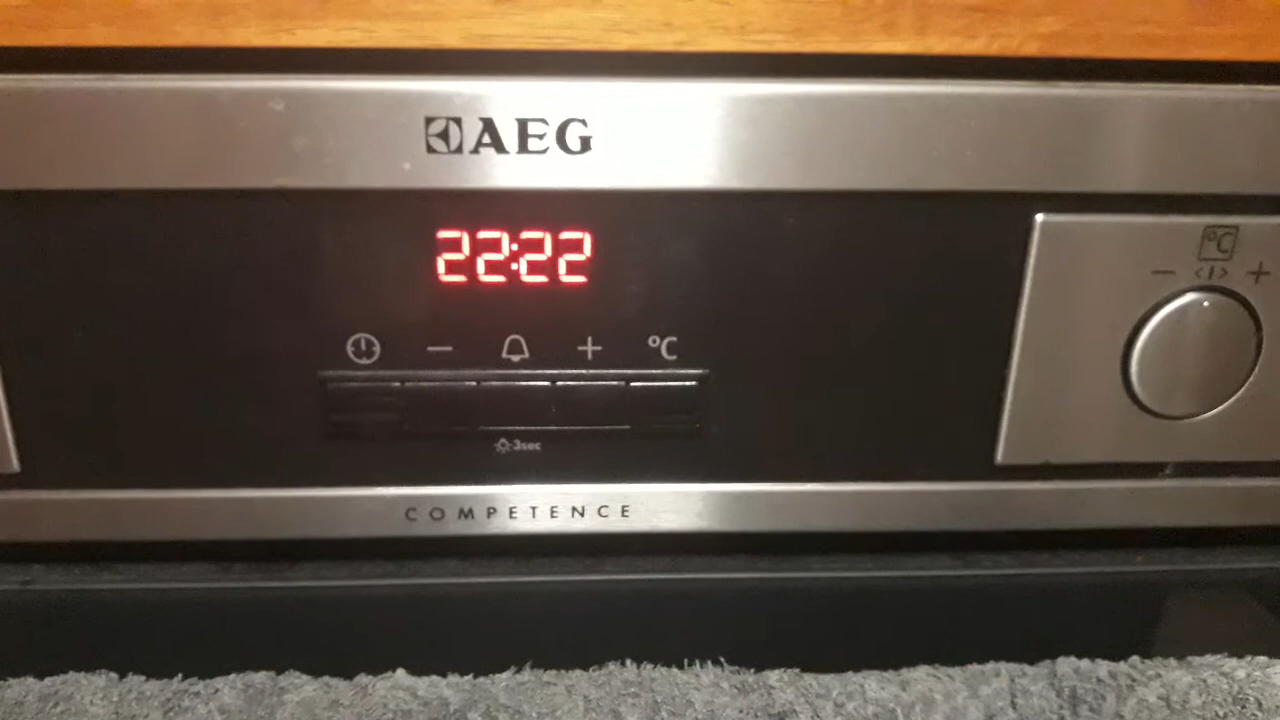 AEG
22:22
°C
− <|> +
− + °C
3sec
COMPETENCE